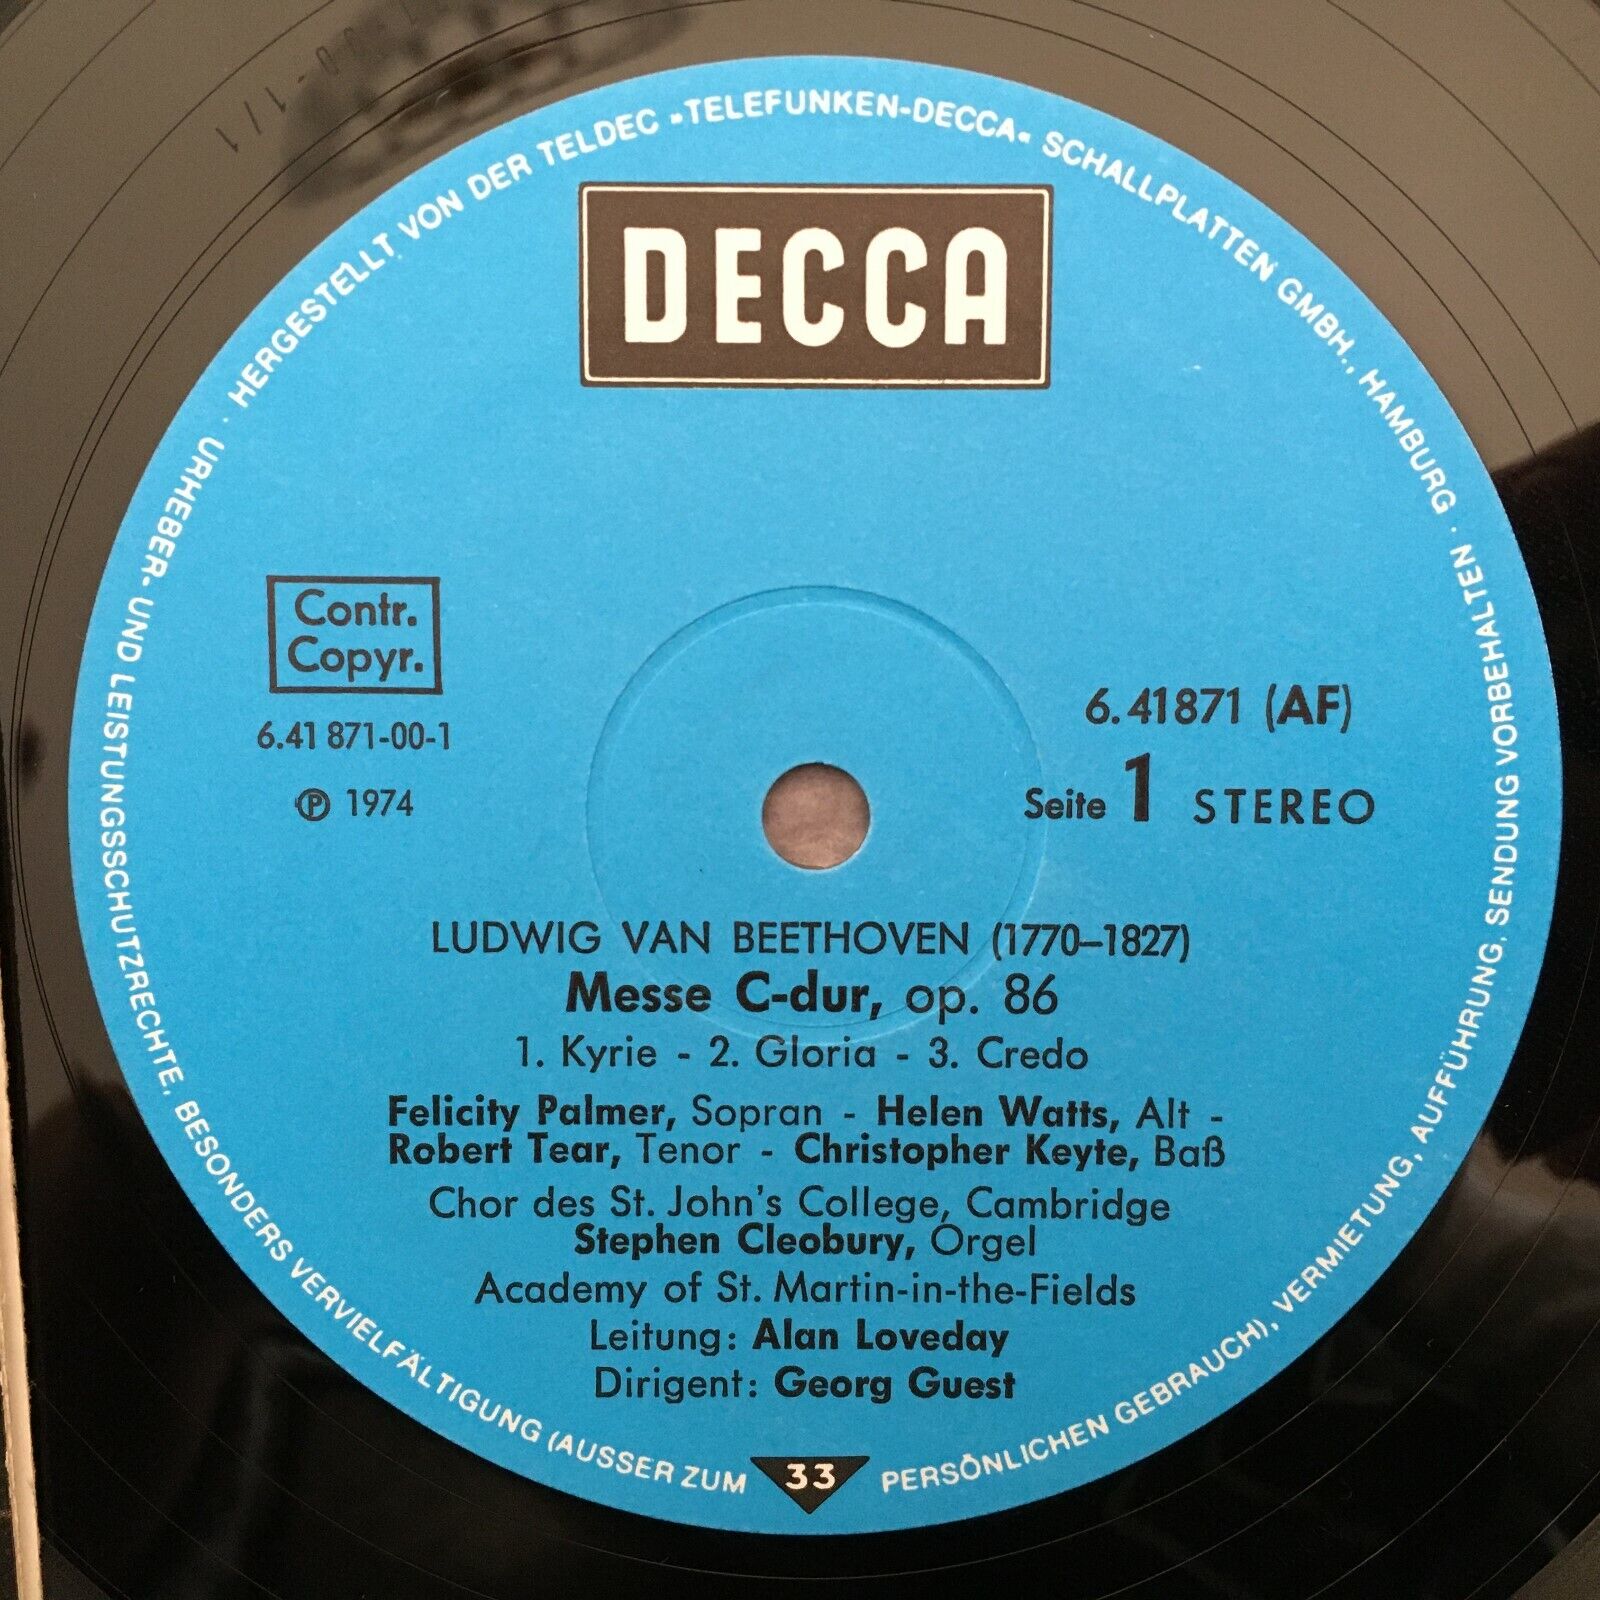 HERGESTELLT VON DER TELDEC »TELEFUNKEN-DECCA« SCHALLPLATTEN GMBH., HAMBURG · URHEBER- UND LEISTUNGSSCHUTZRECHTE, BESONDERS VERVIELFÄLTIGUNG (AUSSER ZUM PERSÖNLICHEN GEBRAUCH), VERMIETUNG, AUFFÜHRUNG, SENDUNG VORBEHALTEN ·
DECCA
Contr.
Copyr.
6.41 871-00-1
℗ 1974
6.41871 (AF)
Seite 1 STEREO
LUDWIG VAN BEETHOVEN (1770–1827)
Messe C-dur, op. 86
1. Kyrie - 2. Gloria - 3. Credo
Felicity Palmer, Sopran - Helen Watts, Alt -
Robert Tear, Tenor - Christopher Keyte, Baß
Chor des St. John's College, Cambridge
Stephen Cleobury, Orgel
Academy of St. Martin-in-the-Fields
Leitung: Alan Loveday
Dirigent: Georg Guest
33